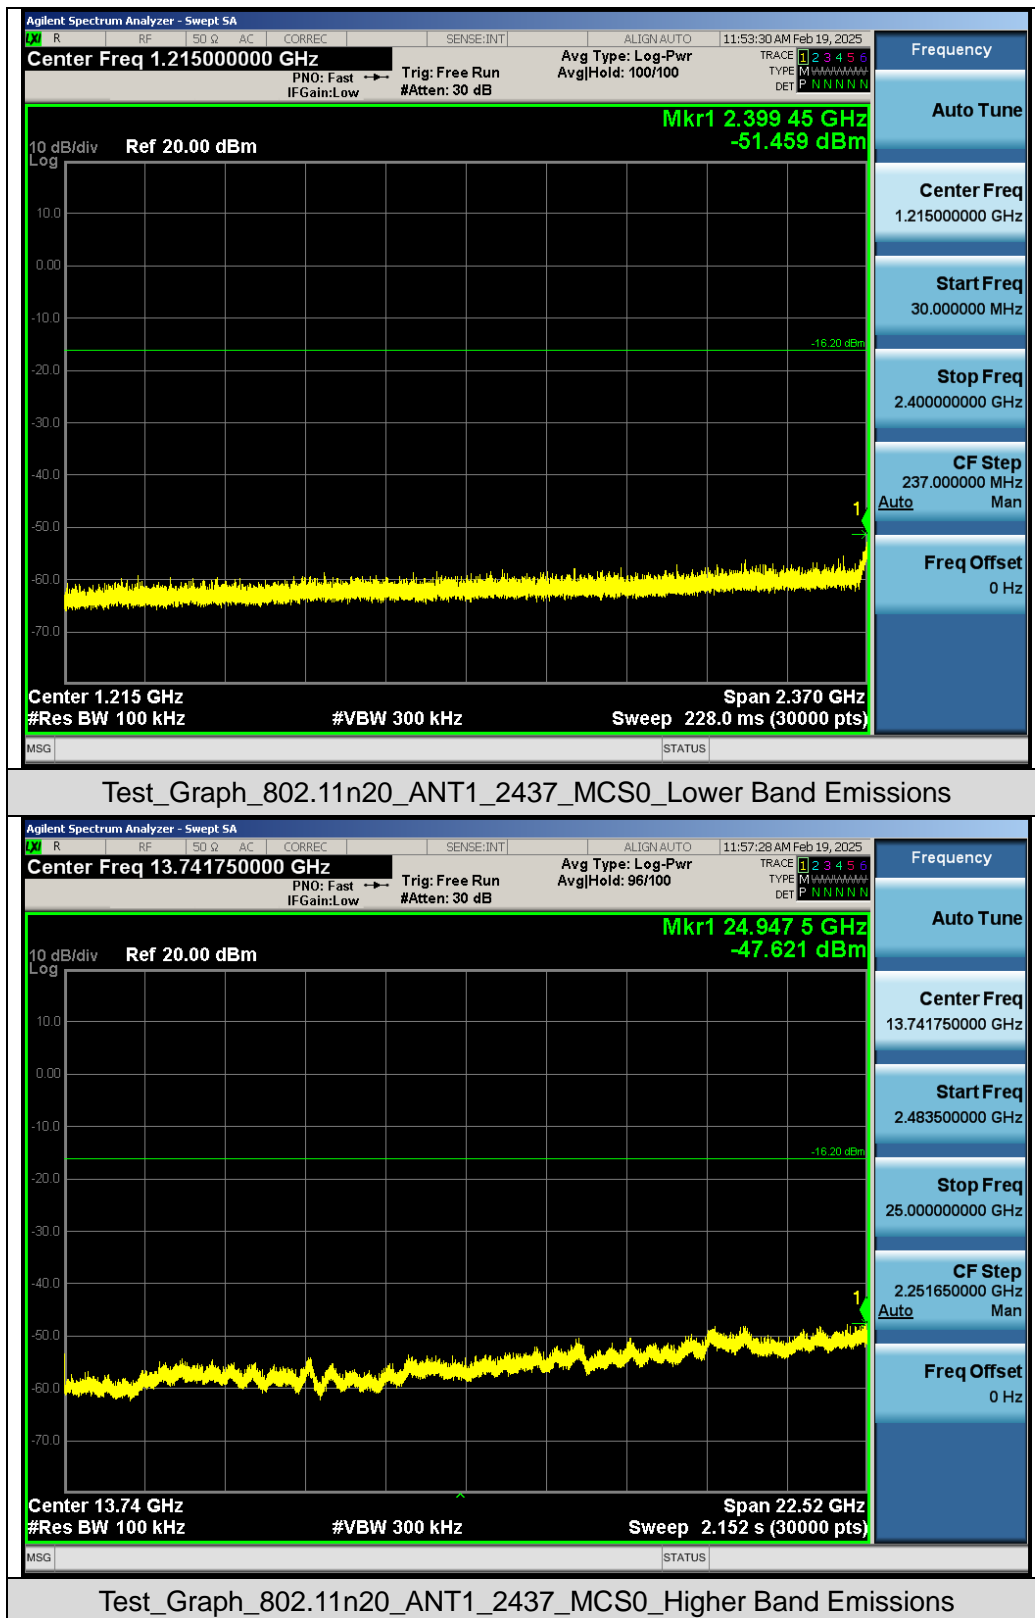 Agilent Spectrum Analyzer - Swept SA
LXI R RF 50 Ω AC CORREC SENSE:INT ALIGN AUTO 11:53:30 AM Feb 19, 2025
Center Freq 1.215000000 GHz
PNO: Fast
IFGain:Low
Trig: Free Run
#Atten: 30 dB
Avg Type: Log-Pwr
Avg|Hold: 100/100
TRACE 1 2 3 4 5 6
TYPE M WWWWW
DET P N N N N N
Mkr1 2.399 45 GHz
-51.459 dBm
10 dB/div Ref 20.00 dBm
Log
10.0
0.00
-10.0
-16.20 dBm
-20.0
-30.0
-40.0
1
-50.0
-60.0
-70.0
Center 1.215 GHz Span 2.370 GHz
#Res BW 100 kHz #VBW 300 kHz Sweep 228.0 ms (30000 pts)
MSG STATUS
Frequency
Auto Tune
Center Freq
1.215000000 GHz
Start Freq
30.000000 MHz
Stop Freq
2.400000000 GHz
CF Step
237.000000 MHz
Auto Man
Freq Offset
0 Hz
Test_Graph_802.11n20_ANT1_2437_MCS0_Lower Band Emissions
Agilent Spectrum Analyzer - Swept SA
LXI R RF 50 Ω AC CORREC SENSE:INT ALIGN AUTO 11:57:28 AM Feb 19, 2025
Center Freq 13.741750000 GHz
PNO: Fast
IFGain:Low
Trig: Free Run
#Atten: 30 dB
Avg Type: Log-Pwr
Avg|Hold: 96/100
TRACE 1 2 3 4 5 6
TYPE M WWWWW
DET P N N N N N
Mkr1 24.947 5 GHz
-47.621 dBm
10 dB/div Ref 20.00 dBm
Log
10.0
0.00
-10.0
-16.20 dBm
-20.0
-30.0
-40.0
1
-50.0
-60.0
-70.0
Center 13.74 GHz Span 22.52 GHz
#Res BW 100 kHz #VBW 300 kHz Sweep 2.152 s (30000 pts)
MSG STATUS
Frequency
Auto Tune
Center Freq
13.741750000 GHz
Start Freq
2.483500000 GHz
Stop Freq
25.000000000 GHz
CF Step
2.251650000 GHz
Auto Man
Freq Offset
0 Hz
Test_Graph_802.11n20_ANT1_2437_MCS0_Higher Band Emissions